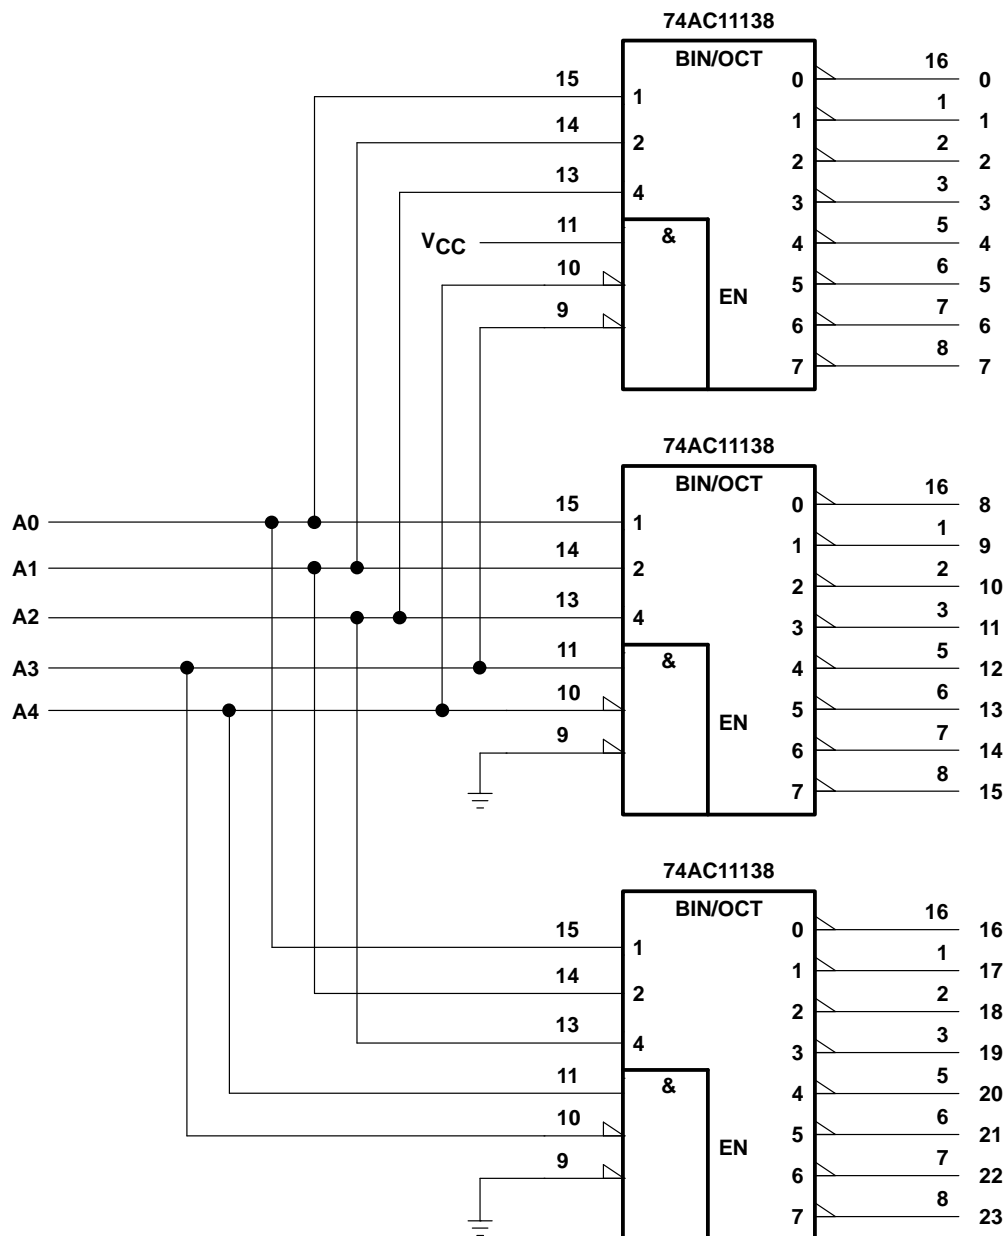 74AC11138
BIN/OCT
15 1 0 16 0
14 2 1 1 1
13 4 2 2 2
3 3 3
VCC 11 & 4 5 4
10 EN 5 6 5
9 6 7 6
7 8 7
74AC11138
BIN/OCT
A0 15 1 0 16 8
A1 14 2 1 1 9
A2 13 4 2 2 10
3 3 11
A3 11 & 4 5 12
A4 10 EN 5 6 13
9 6 7 14
7 8 15
74AC11138
BIN/OCT
15 1 0 16 16
14 2 1 1 17
13 4 2 2 18
3 3 19
11 & 4 5 20
10 EN 5 6 21
9 6 7 22
7 8 23